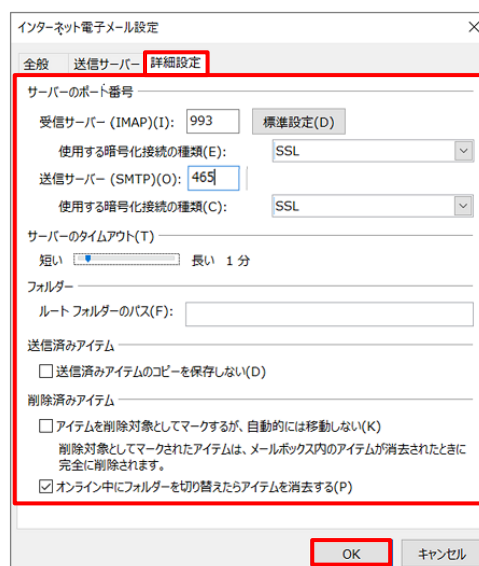 インターネット電子メール設定
全般 送信サーバー 詳細設定
サーバーのポート番号
受信サーバー (IMAP)(I): 993 標準設定(D)
使用する暗号化接続の種類(E): SSL
送信サーバー (SMTP)(O): 465
使用する暗号化接続の種類(C): SSL
サーバーのタイムアウト(T)
短い 長い 1 分
フォルダー
ルート フォルダーのパス(F):
送信済みアイテム
送信済みアイテムのコピーを保存しない(D)
削除済みアイテム
アイテムを削除対象としてマークするが、自動的には移動しない(K)
削除対象としてマークされたアイテムは、メールボックス内のアイテムが消去されたときに
完全に削除されます。
オンライン中にフォルダーを切り替えたらアイテムを消去する(P)
OK キャンセル